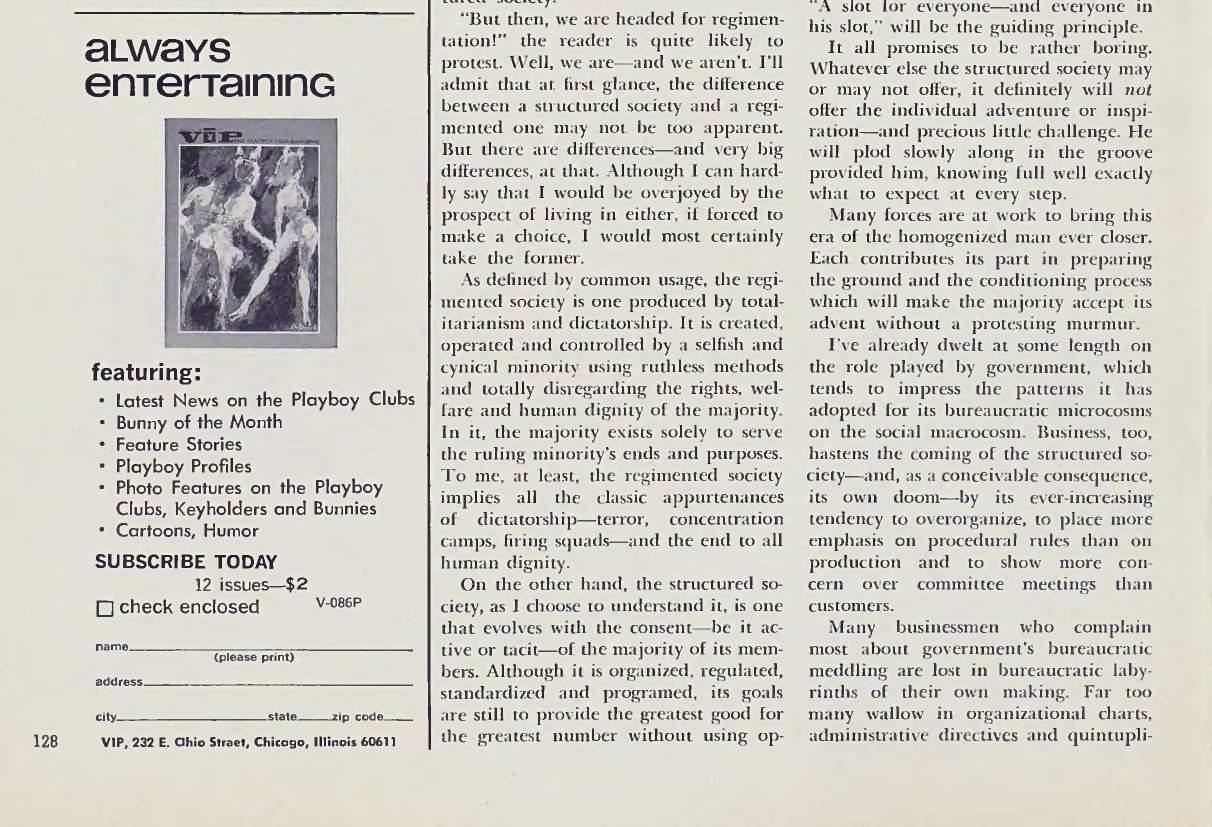 aLways
enTerTaininG
VIP
featuring:
• Latest News on the Playboy Clubs
• Bunny of the Month
• Feature Stories
• Playboy Profiles
• Photo Features on the Playboy
Clubs, Keyholders and Bunnies
• Cartoons, Humor
SUBSCRIBE TODAY
12 issues—$2
☐ check enclosed V-086P
name
(please print)
address
city state zip code
128 VIP, 232 E. Ohio Street, Chicago, Illinois 60611
tured society.
"But then, we are headed for regimen-
tation!" the reader is quite likely to
protest. Well, we are—and we aren't. I'll
admit that at first glance, the difference
between a structured society and a regi-
mented one may not be too apparent.
But there are differences—and very big
differences, at that. Although I can hard-
ly say that I would be overjoyed by the
prospect of living in either, if forced to
make a choice, I would most certainly
take the former.
As defined by common usage, the regi-
mented society is one produced by total-
itarianism and dictatorship. It is created,
operated and controlled by a selfish and
cynical minority using ruthless methods
and totally disregarding the rights, wel-
fare and human dignity of the majority.
In it, the majority exists solely to serve
the ruling minority's ends and purposes.
To me, at least, the regimented society
implies all the classic appurtenances
of dictatorship—terror, concentration
camps, firing squads—and the end to all
human dignity.
On the other hand, the structured so-
ciety, as I choose to understand it, is one
that evolves with the consent—be it ac-
tive or tacit—of the majority of its mem-
bers. Although it is organized, regulated,
standardized and programed, its goals
are still to provide the greatest good for
the greatest number without using op-
"A slot for everyone—and everyone in
his slot," will be the guiding principle.
It all promises to be rather boring.
Whatever else the structured society may
or may not offer, it definitely will not
offer the individual adventure or inspi-
ration—and precious little challenge. He
will plod slowly along in the groove
provided him, knowing full well exactly
what to expect at every step.
Many forces are at work to bring this
era of the homogenized man ever closer.
Each contributes its part in preparing
the ground and the conditioning process
which will make the majority accept its
advent without a protesting murmur.
I've already dwelt at some length on
the role played by government, which
tends to impress the patterns it has
adopted for its bureaucratic microcosms
on the social macrocosm. Business, too,
hastens the coming of the structured so-
ciety—and, as a conceivable consequence,
its own doom—by its ever-increasing
tendency to overorganize, to place more
emphasis on procedural rules than on
production and to show more con-
cern over committee meetings than
customers.
Many businessmen who complain
most about government's bureaucratic
meddling are lost in bureaucratic laby-
rinths of their own making. Far too
many wallow in organizational charts,
administrative directives and quintupli-